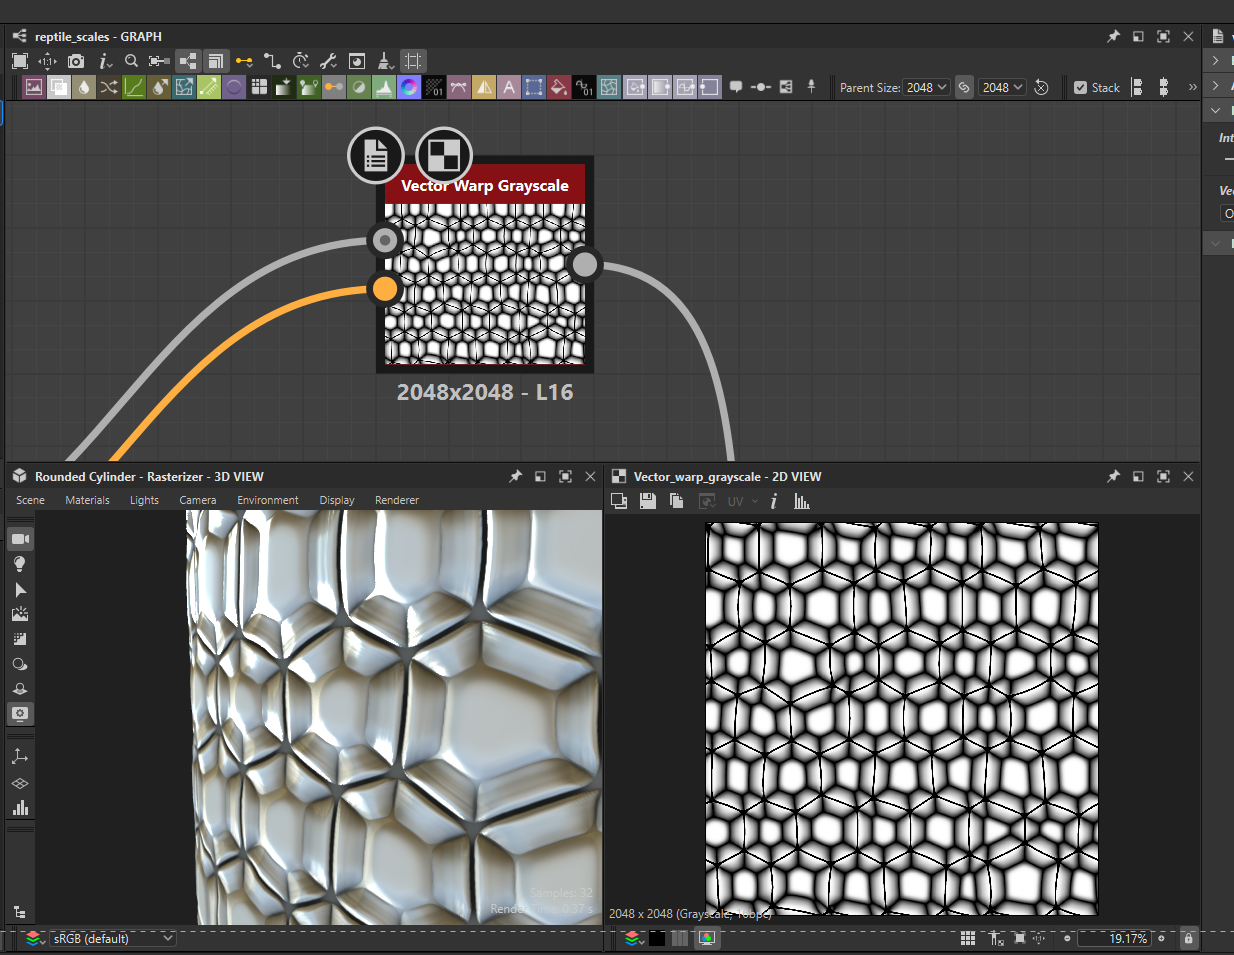 reptile_scales - GRAPH
Parent Size: 2048 2048 Stack
Vector Warp Grayscale
2048x2048 - L16
Rounded Cylinder - Rasterizer - 3D VIEW
Scene Materials Lights Camera Environment Display Renderer
Samples: 32
Render Time: 0.37 s
sRGB (default)
Vector_warp_grayscale - 2D VIEW
UV
2048 x 2048 (Grayscale, 16bpc)
19.17%